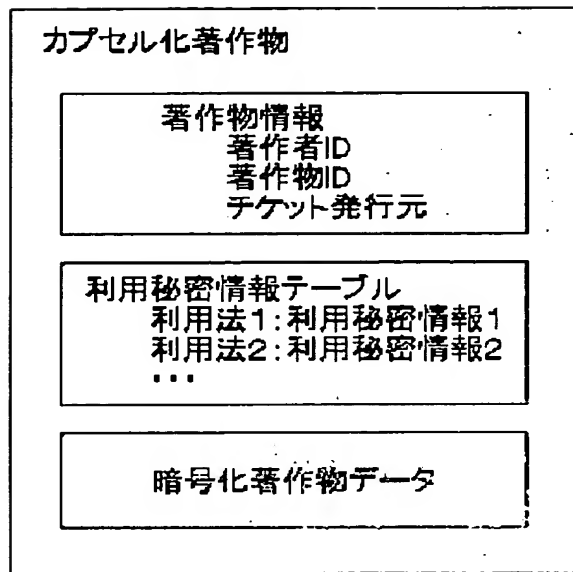 カプセル化著作物
著作物情報
著作者ID
著作物ID
チケット発行元
利用秘密情報テーブル
利用法1:利用秘密情報1
利用法2:利用秘密情報2
･･･
暗号化著作物データ